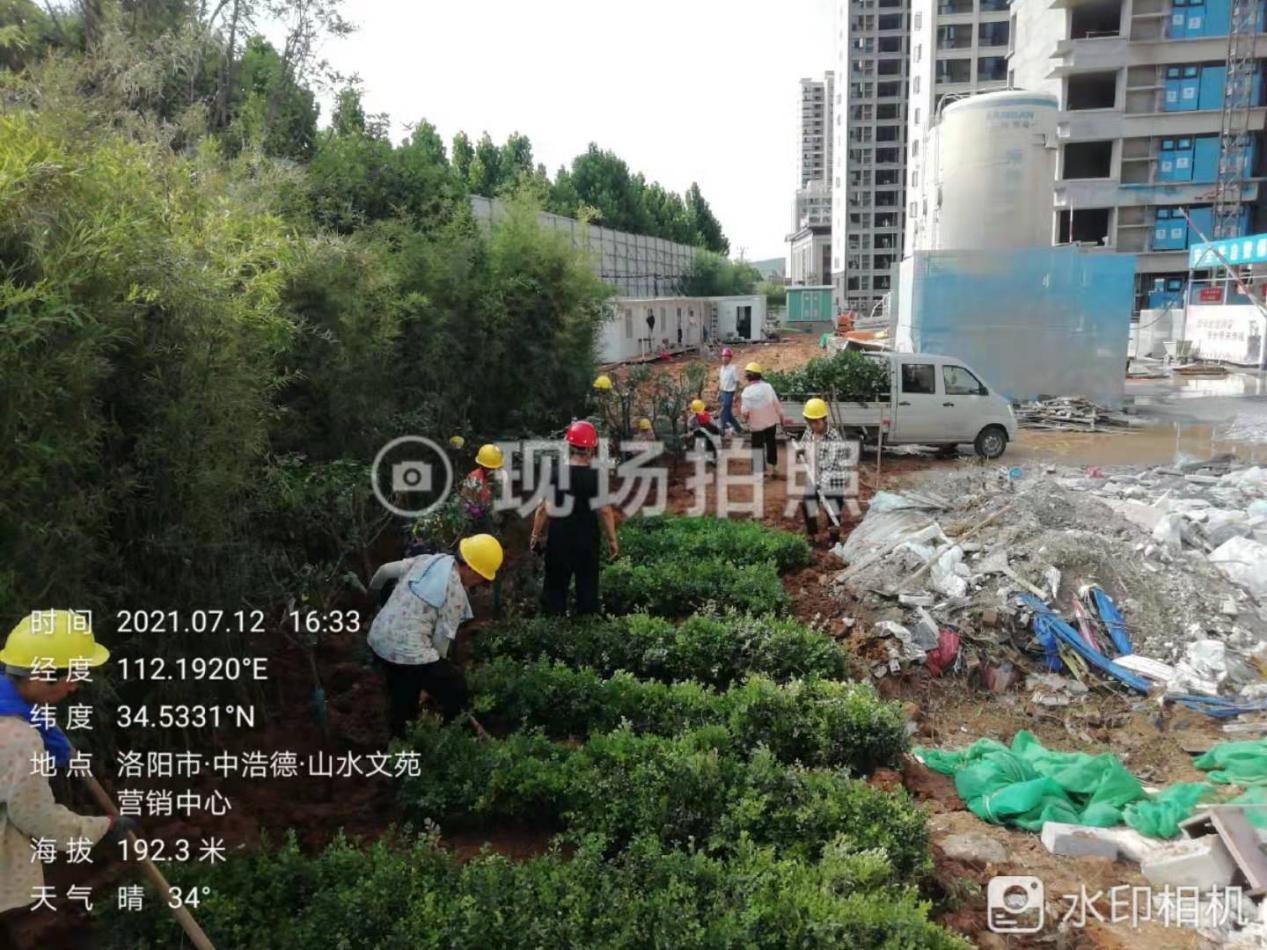 现场拍照
时间 2021.07.12 16:33
经度 112.1920°E
纬度 34.5331°N
地点 洛阳市·中浩德·山水文苑
营销中心
海拔 192.3 米
天气 晴 34°
水印相机